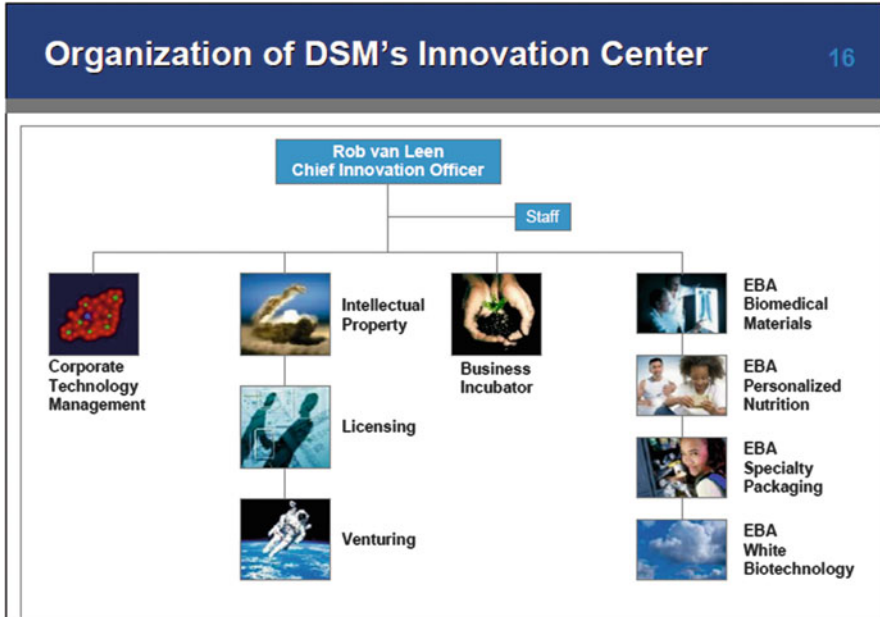 Organization of DSM's Innovation Center
16
Rob van Leen
Chief Innovation Officer
Staff
Corporate
Technology
Management
Intellectual
Property
Licensing
Venturing
Business
Incubator
EBA
Biomedical
Materials
EBA
Personalized
Nutrition
EBA
Specialty
Packaging
EBA
White
Biotechnology